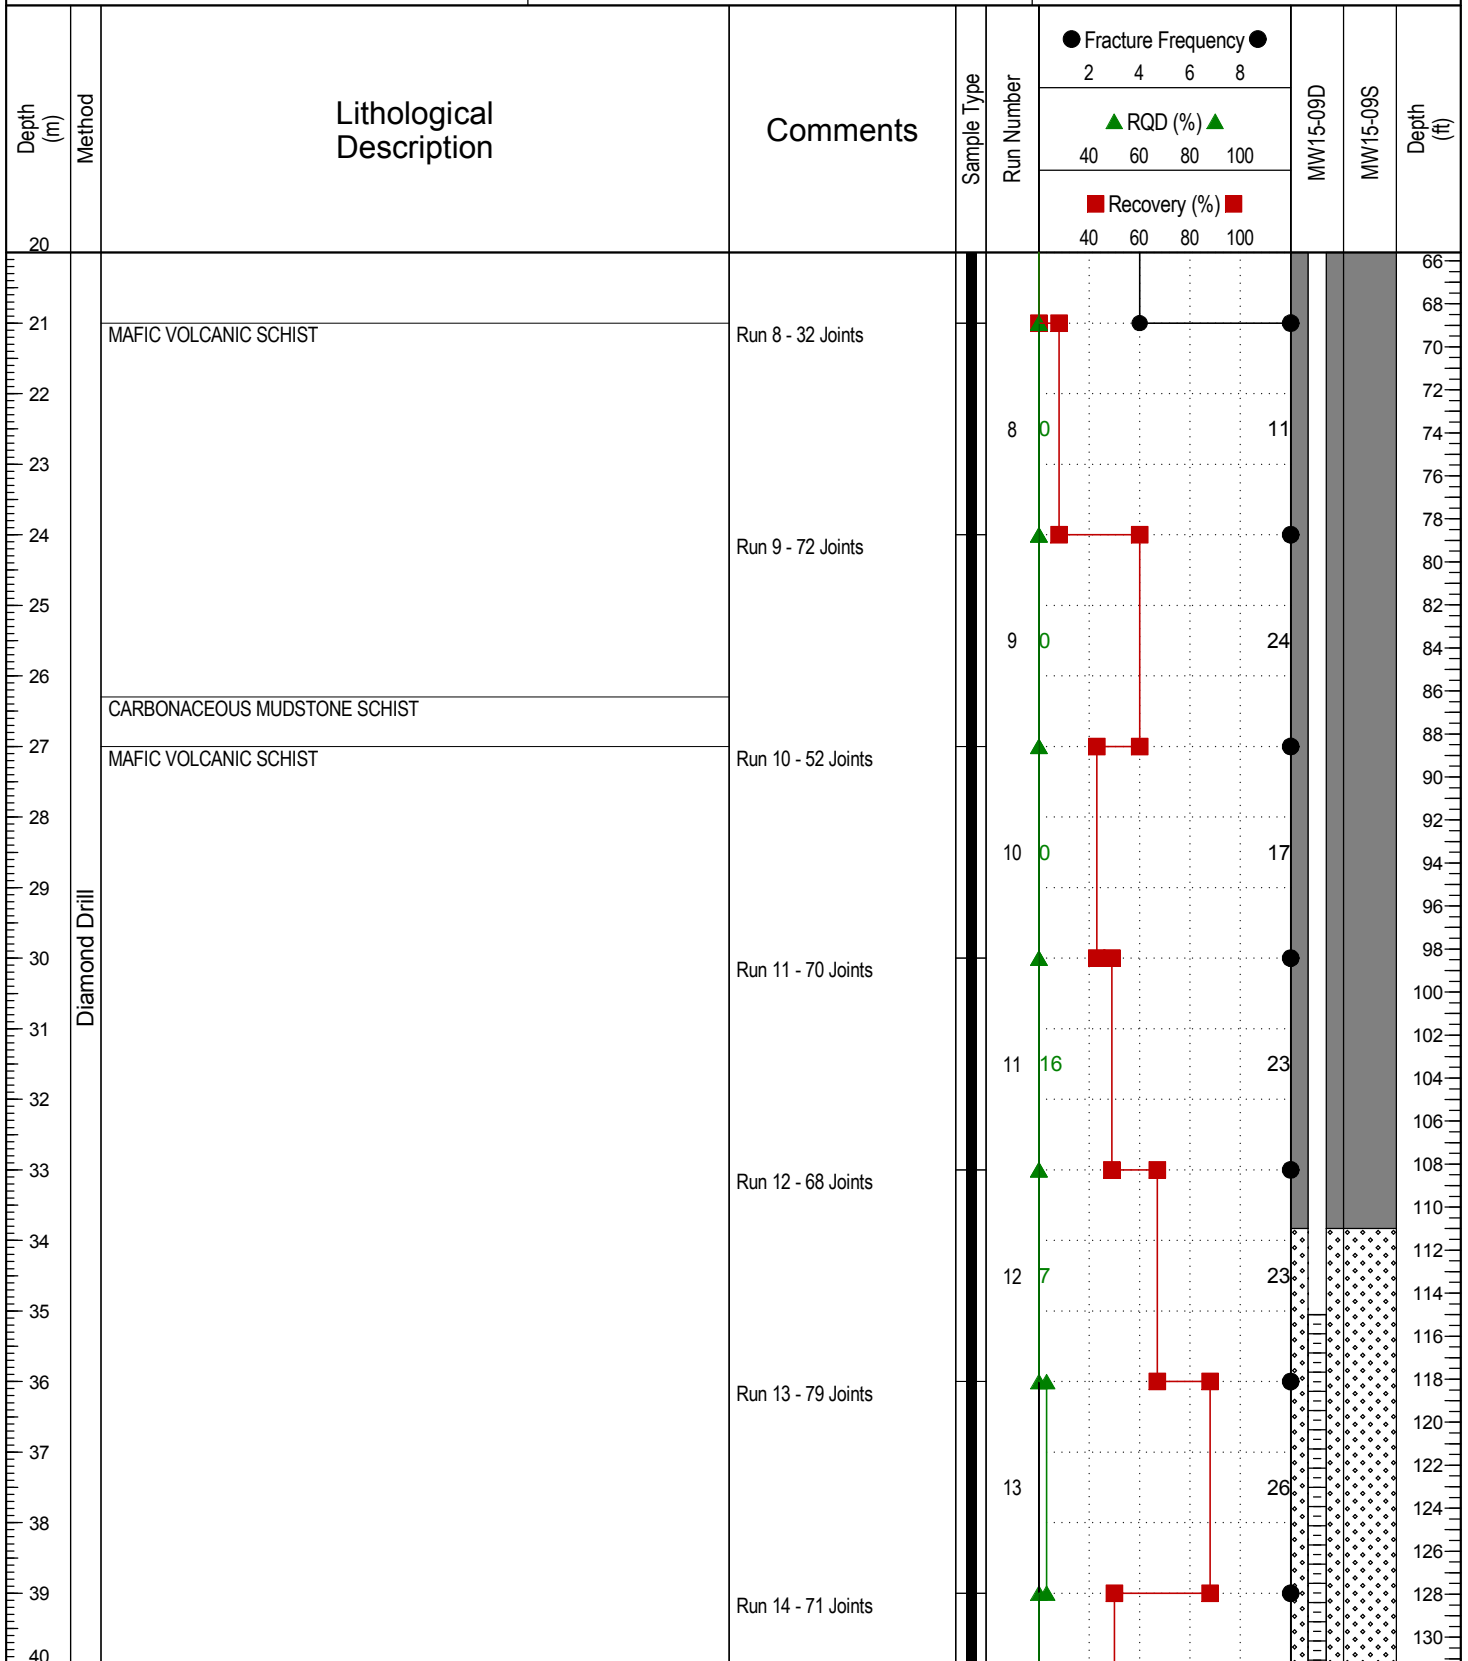 Depth
(m)
Method
Lithological
Description
Comments
Sample Type
Run Number
Fracture Frequency
2 4 6 8
RQD (%)
40 60 80 100
Recovery (%)
40 60 80 100
MW15-09D
MW15-09S
Depth
(ft)
20
66
68
21
MAFIC VOLCANIC SCHIST
Run 8 - 32 Joints
70
22
72
8 0 11
74
23
76
78
24
Run 9 - 72 Joints
80
25
82
9 0 24
84
26
86
CARBONACEOUS MUDSTONE SCHIST
88
27
MAFIC VOLCANIC SCHIST
Run 10 - 52 Joints
90
28
92
10 0 17
94
29
96
Diamond Drill
98
30
Run 11 - 70 Joints
100
31
102
11 16 23
104
32
106
108
33
Run 12 - 68 Joints
110
34
112
12 7 23
114
35
116
118
36
Run 13 - 79 Joints
120
37
122
13 26
124
38
126
128
39
Run 14 - 71 Joints
130
40